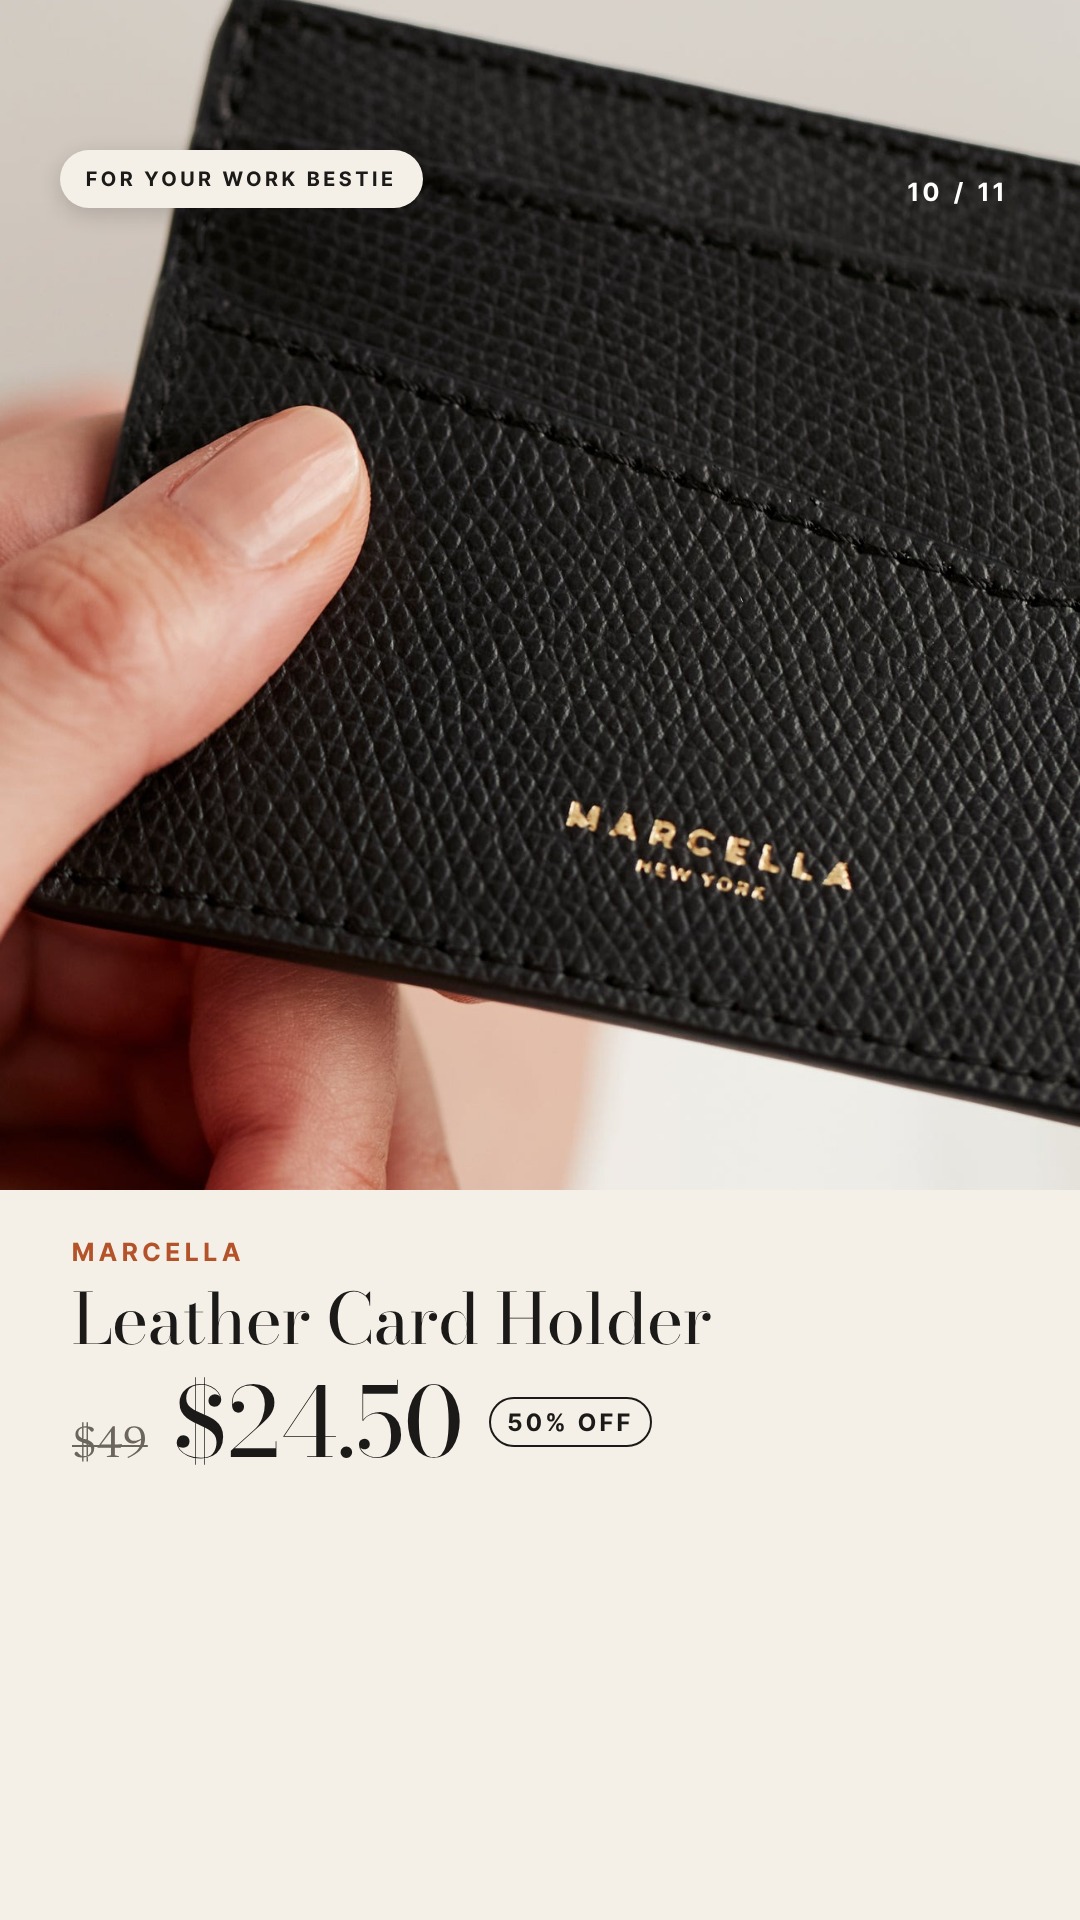 FOR YOUR WORK BESTIE
10 / 11
MARCELLA
NEW YORK
MARCELLA
Leather Card Holder
$49 $24.50 50% OFF